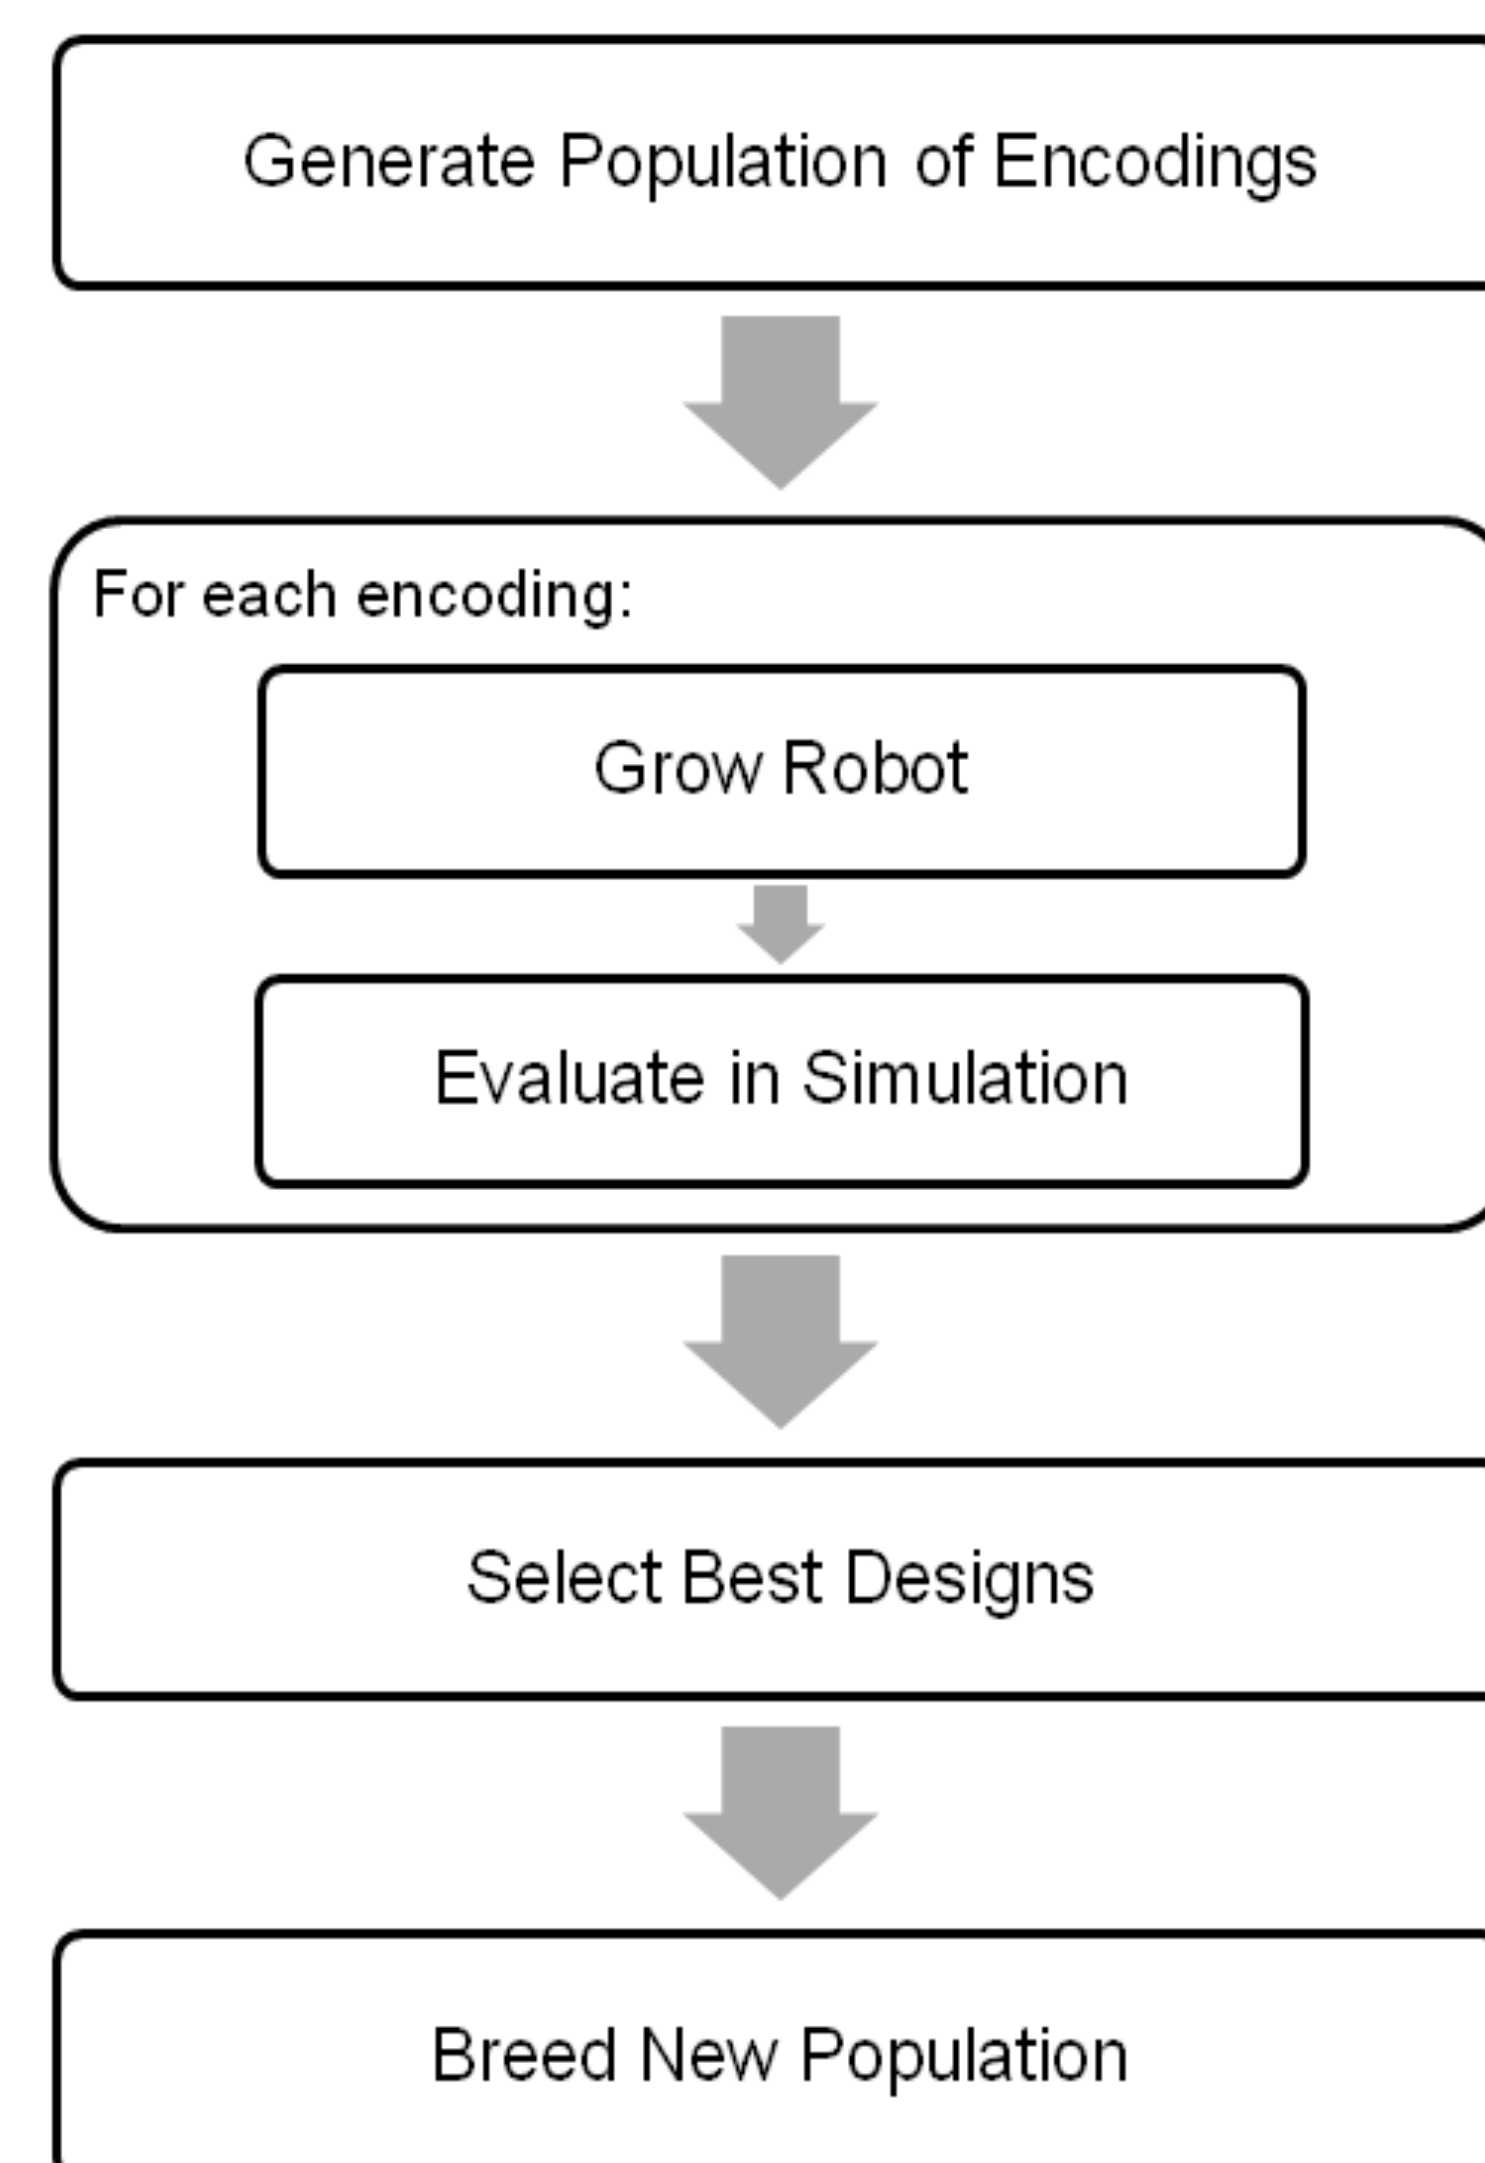 Generate Population of Encodings
For each encoding:
Grow Robot
Evaluate in Simulation
Select Best Designs
Breed New Population